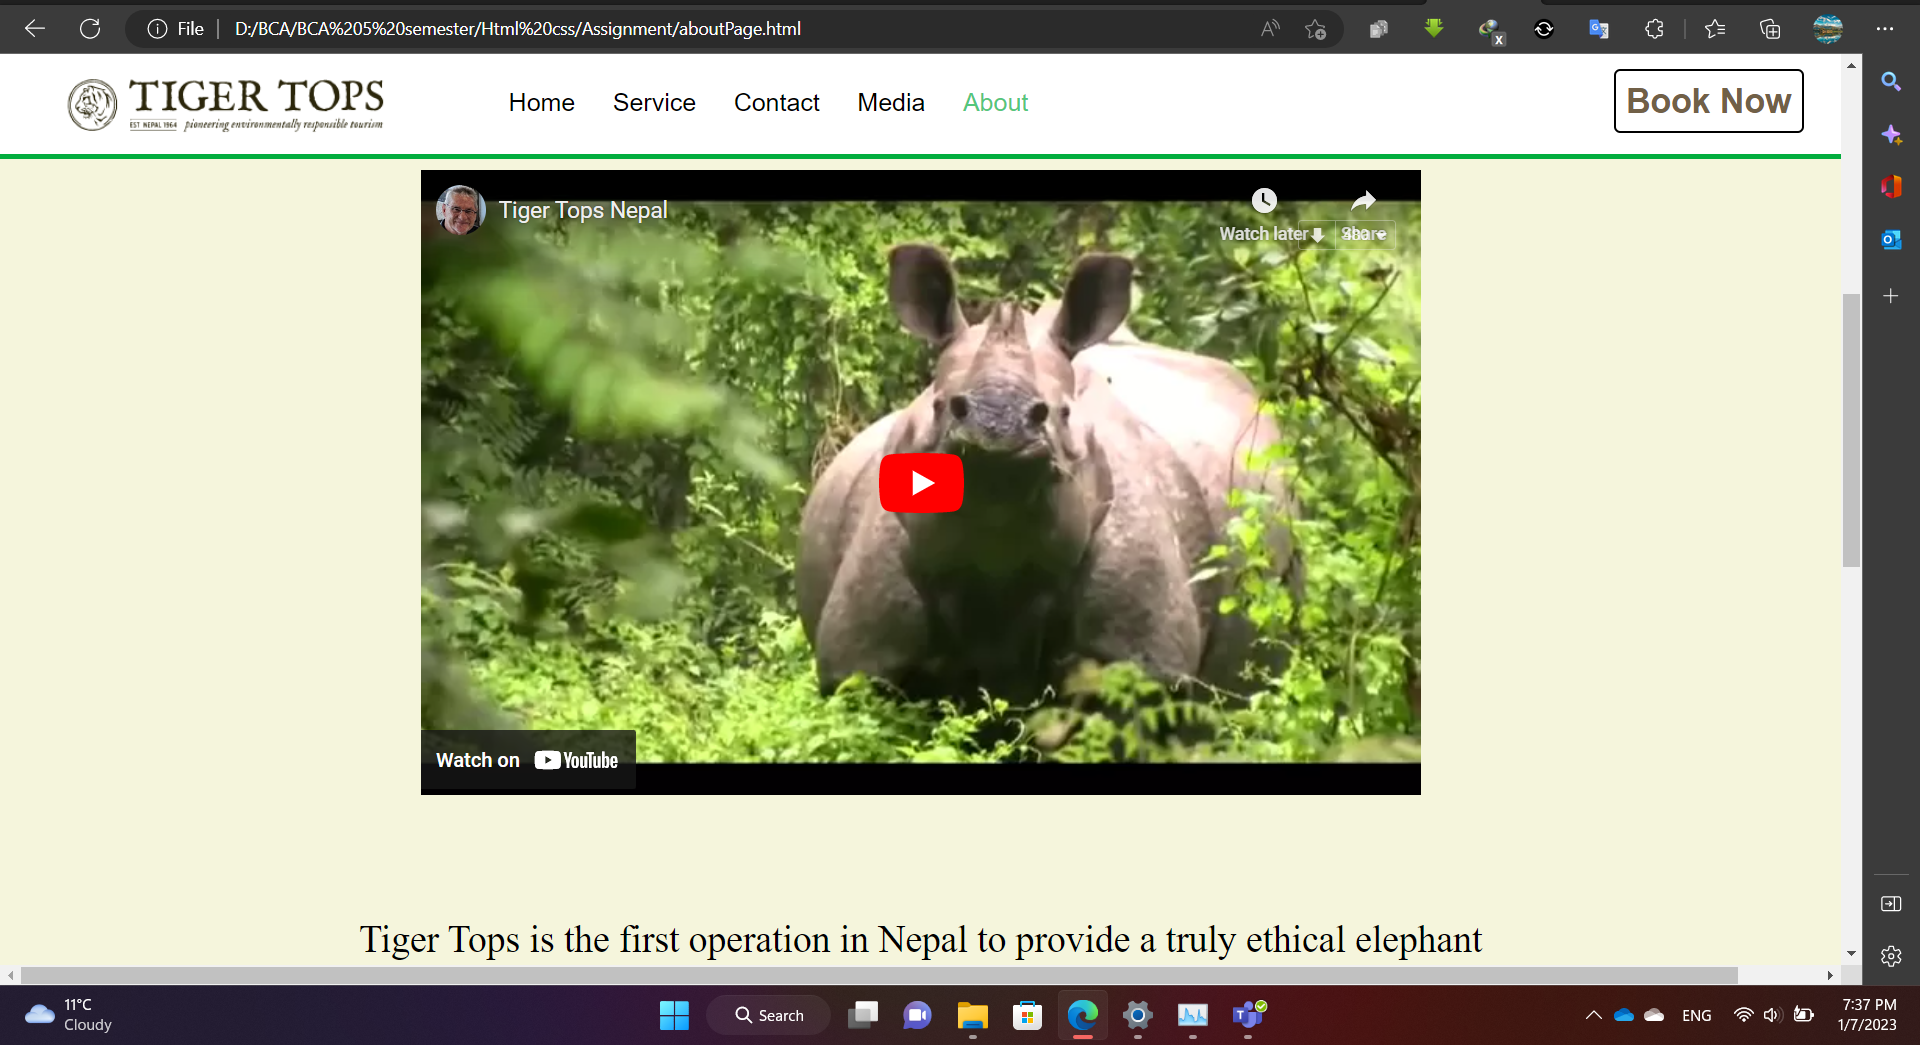 File
D:/BCA/BCA%205%20semester/Html%20css/Assignment/aboutPage.html
TIGER TOPS
EST NEPAL 1964 pioneering environmentally responsible tourism
Home
Service
Contact
Media
About
Book Now
Tiger Tops Nepal
Watch later
Share
480
Watch on YouTube
Tiger Tops is the first operation in Nepal to provide a truly ethical elephant
11°C
Cloudy
Search
ENG
7:37 PM
1/7/2023